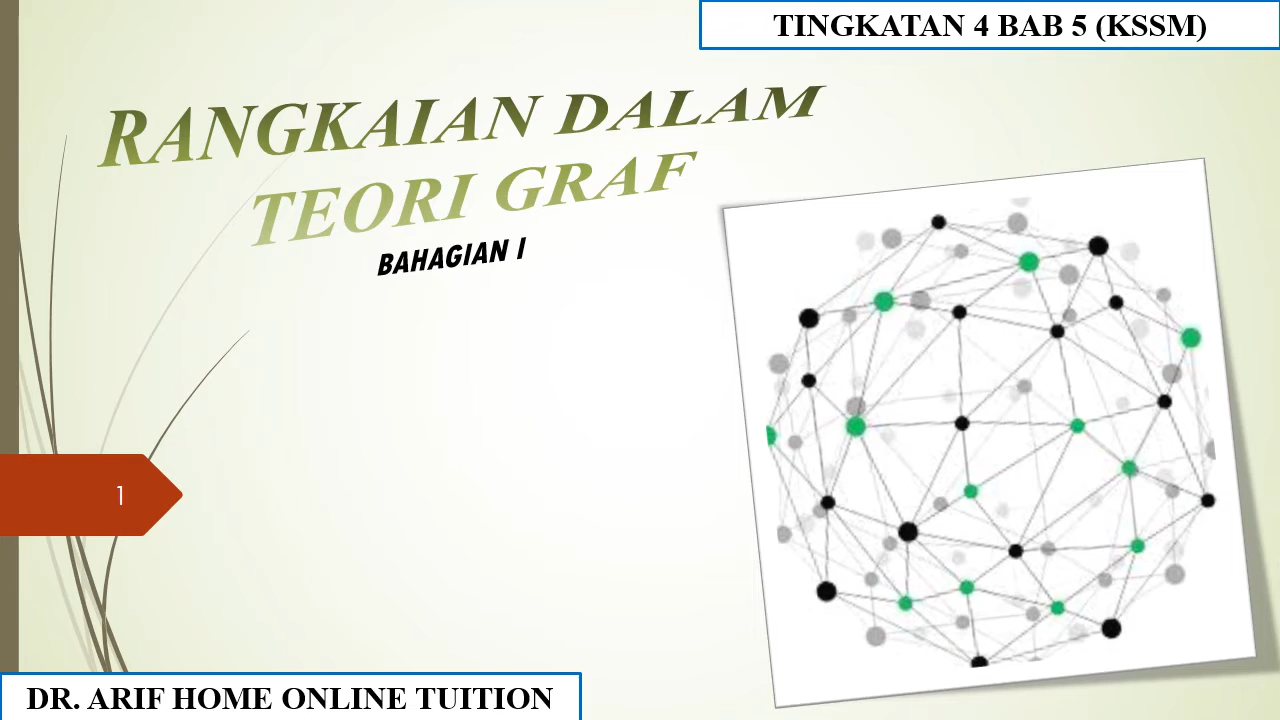 TINGKATAN 4 BAB 5 (KSSM)
RANGKAIAN DALAM
TEORI GRAF
BAHAGIAN I
1
DR. ARIF HOME ONLINE TUITION